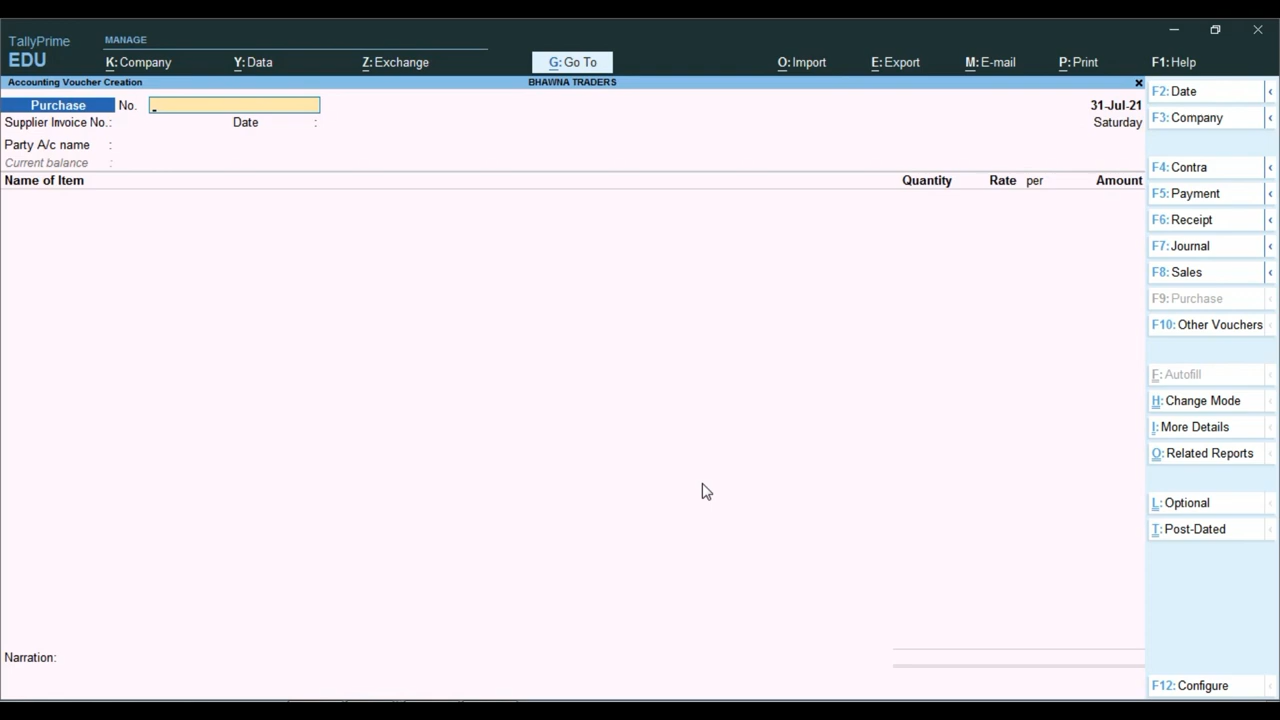 TallyPrime
EDU
MANAGE
K: Company Y: Data Z: Exchange G: Go To O: Import E: Export M: E-mail P: Print F1: Help
Accounting Voucher Creation BHAWNA TRADERS
Purchase No. 31-Jul-21
Supplier Invoice No.: Date : Saturday
Party A/c name :
Current balance :
Name of Item Quantity Rate per Amount
F2: Date
F3: Company
F4: Contra
F5: Payment
F6: Receipt
F7: Journal
F8: Sales
F9: Purchase
F10: Other Vouchers
F: Autofill
H: Change Mode
I: More Details
O: Related Reports
L: Optional
T: Post-Dated
Narration:
F12: Configure